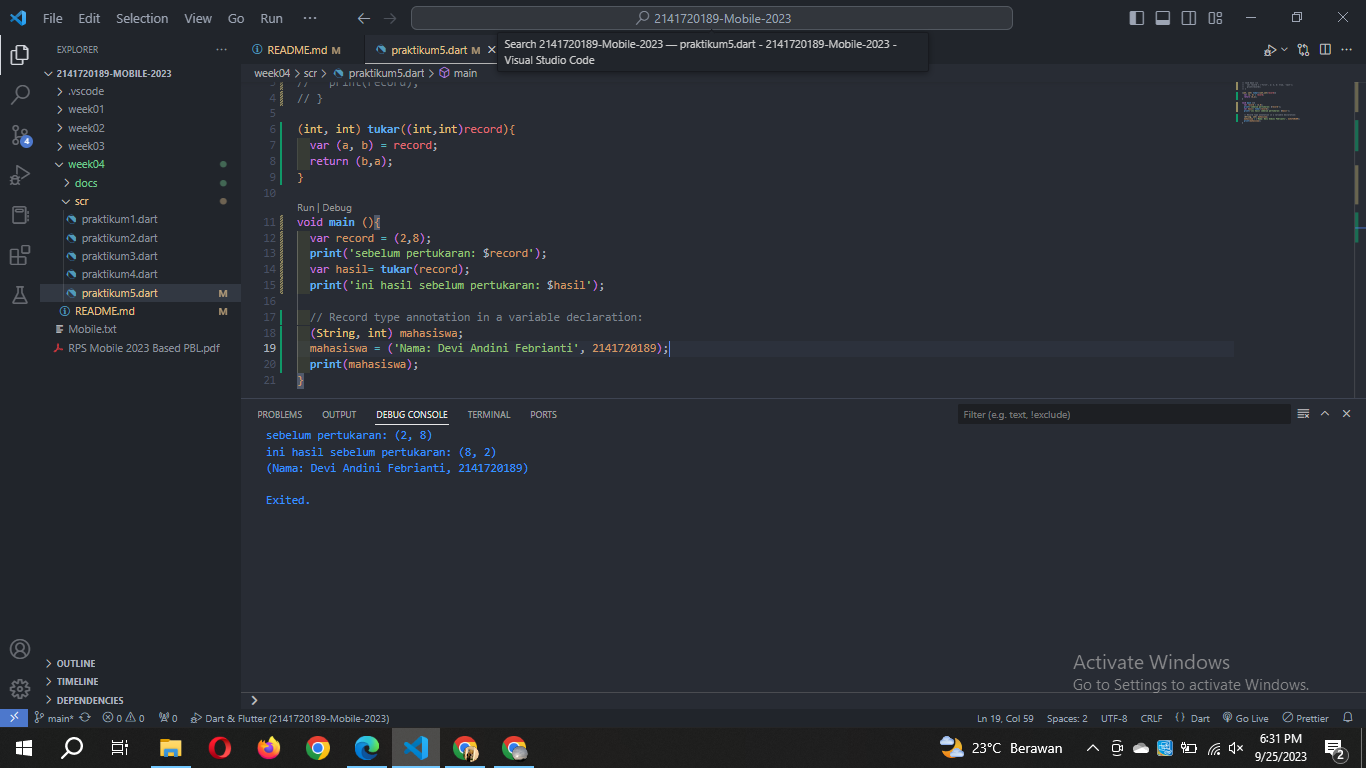 File Edit Selection View Go Run ··· 2141720189-Mobile-2023
EXPLORER ···
README.md M praktikum5.dart M
Search 2141720189-Mobile-2023 — praktikum5.dart - 2141720189-Mobile-2023 -
Visual Studio Code
2141720189-MOBILE-2023
.vscode
week01
week02
week03
week04
docs
scr
praktikum1.dart
praktikum2.dart
praktikum3.dart
praktikum4.dart
praktikum5.dart M
README.md M
Mobile.txt
RPS Mobile 2023 Based PBL.pdf
OUTLINE
TIMELINE
DEPENDENCIES
4
week04 > scr > praktikum5.dart > main
3 // print(record);
4 // }
5
6 (int, int) tukar((int,int)record){
7 var (a, b) = record;
8 return (b,a);
9 }
10
Run | Debug
11 void main (){
12 var record = (2,8);
13 print('sebelum pertukaran: $record');
14 var hasil= tukar(record);
15 print('ini hasil sebelum pertukaran: $hasil');
16
17 // Record type annotation in a variable declaration:
18 (String, int) mahasiswa;
19 mahasiswa = ('Nama: Devi Andini Febrianti', 2141720189);
20 print(mahasiswa);
21 }
PROBLEMS OUTPUT DEBUG CONSOLE TERMINAL PORTS Filter (e.g. text, !exclude)
sebelum pertukaran: (2, 8)
ini hasil sebelum pertukaran: (8, 2)
(Nama: Devi Andini Febrianti, 2141720189)
Exited.
Activate Windows
Go to Settings to activate Windows.
main* 0 0 0 Dart & Flutter (2141720189-Mobile-2023) Ln 19, Col 59 Spaces: 2 UTF-8 CRLF {} Dart Go Live Prettier
23°C Berawan 6:31 PM
9/25/2023 2